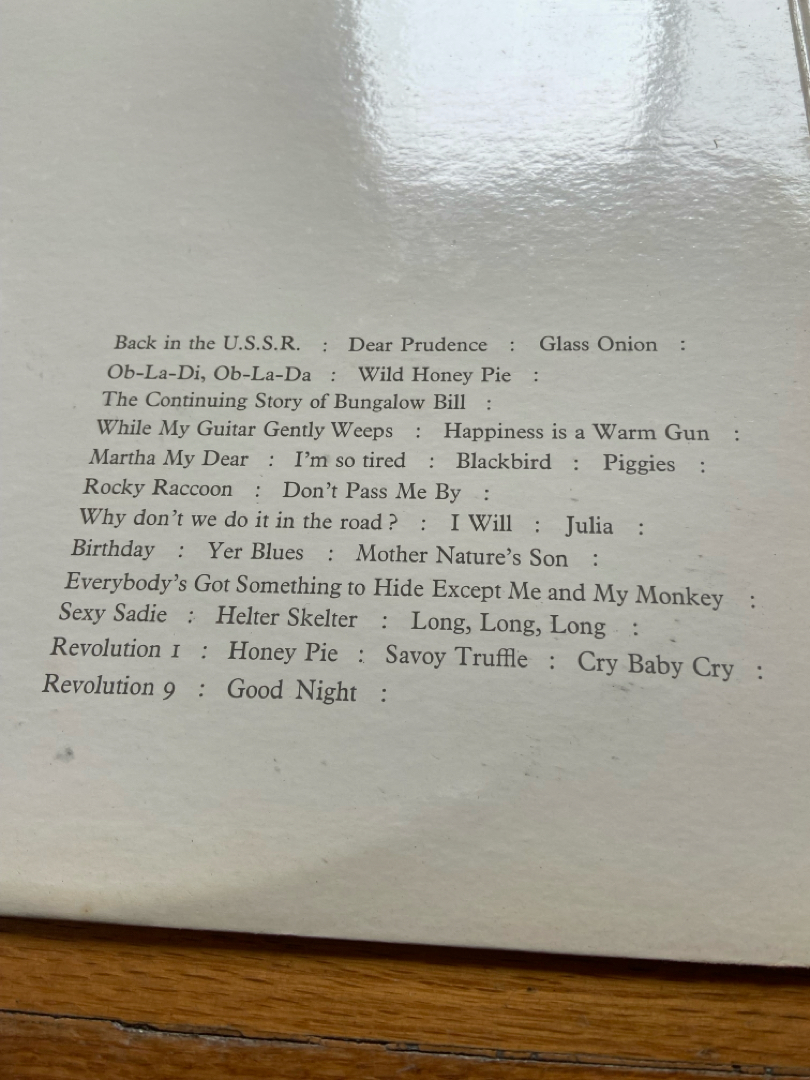 Back in the U.S.S.R. : Dear Prudence : Glass Onion :
Ob-La-Di, Ob-La-Da : Wild Honey Pie :
The Continuing Story of Bungalow Bill :
While My Guitar Gently Weeps : Happiness is a Warm Gun :
Martha My Dear : I'm so tired : Blackbird : Piggies :
Rocky Raccoon : Don't Pass Me By :
Why don't we do it in the road ? : I Will : Julia :
Birthday : Yer Blues : Mother Nature's Son :
Everybody's Got Something to Hide Except Me and My Monkey :
Sexy Sadie : Helter Skelter : Long, Long, Long :
Revolution 1 : Honey Pie : Savoy Truffle : Cry Baby Cry :
Revolution 9 : Good Night :